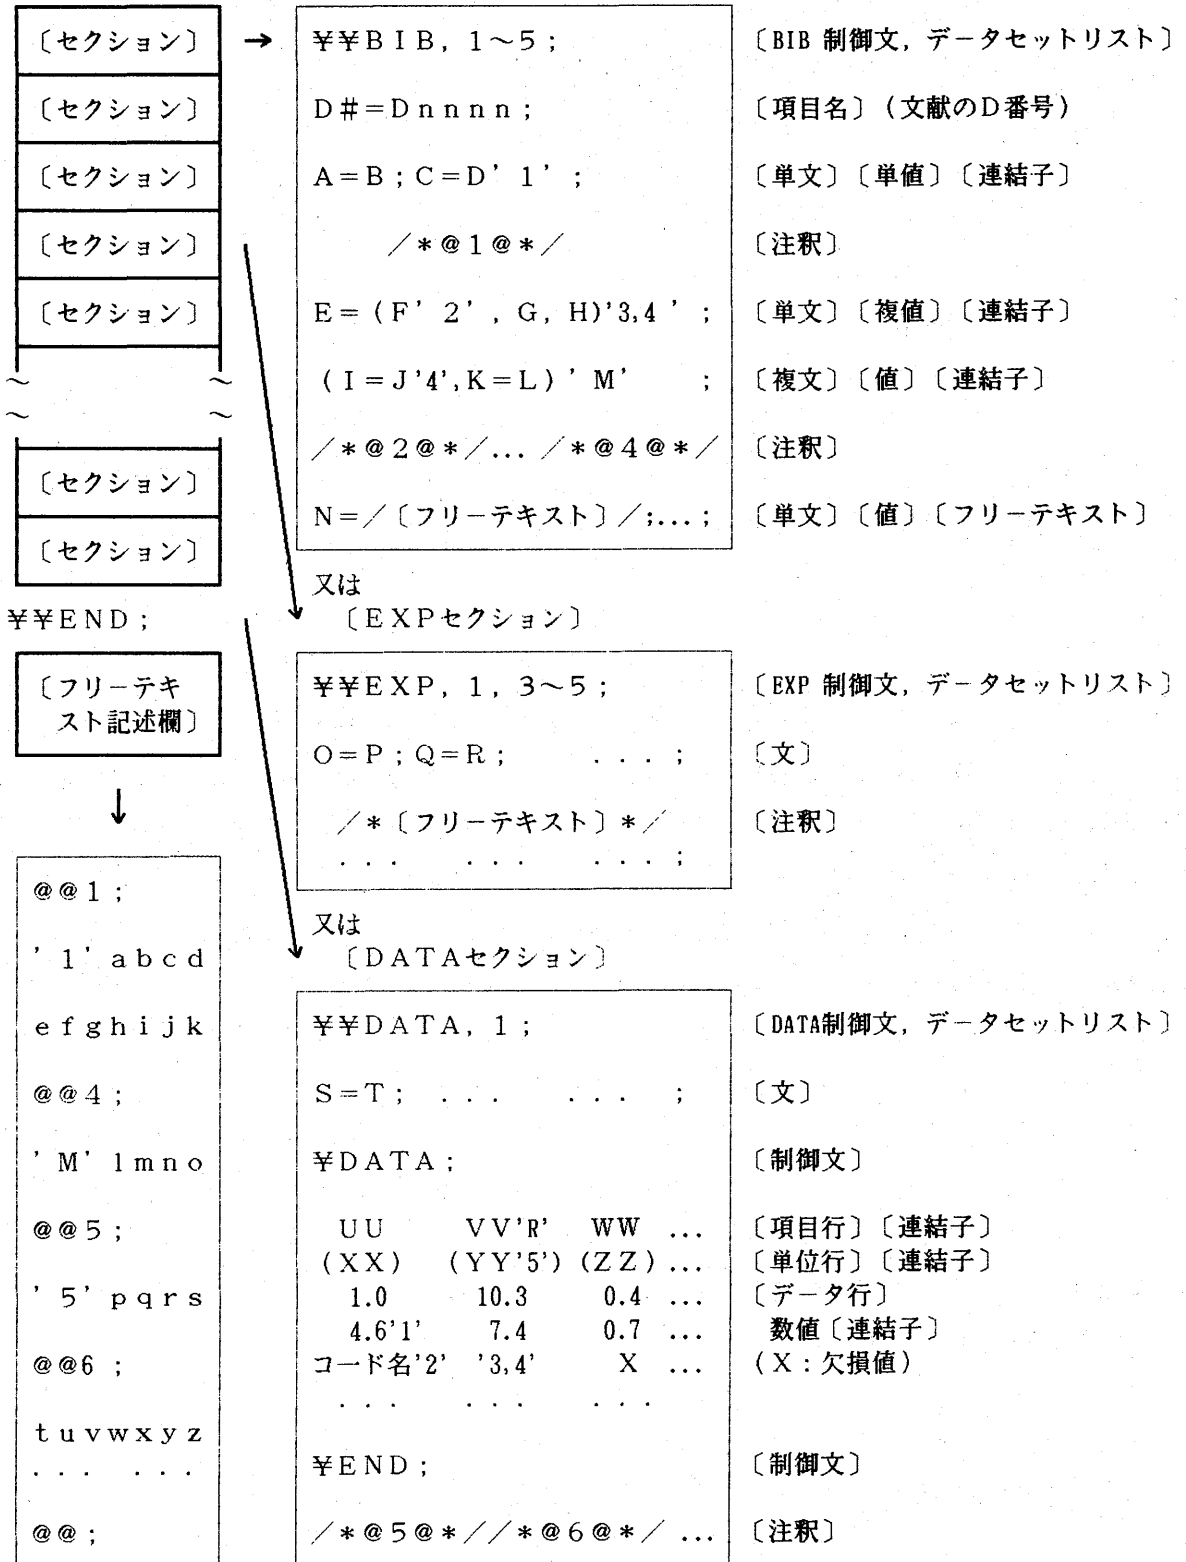 〔セクション〕
〔セクション〕
〔セクション〕
〔セクション〕
〔セクション〕
〔セクション〕
〔セクション〕
¥¥END;
〔フリーテキ
スト記述欄〕
@@1;
'1'abcd
efghijk
@@4;
'M'lmno
@@5;
'5'pqrs
@@6;
tuvwxyz
... ...
@@;
¥¥BIB, 1~5; 〔BIB 制御文, データセットリスト〕
D#=Dnnnn; 〔項目名〕(文献のD番号)
A=B;C=D'1'; 〔単文〕〔単値〕〔連結子〕
/*@1@*/ 〔注釈〕
E=(F'2', G, H)'3,4'; 〔単文〕〔複値〕〔連結子〕
(I=J'4',K=L)'M' ; 〔複文〕〔値〕〔連結子〕
/*@2@*/... /*@4@*/ 〔注釈〕
N=/〔フリーテキスト〕/;...; 〔単文〕〔値〕〔フリーテキスト〕
又は
〔EXPセクション〕
¥¥EXP, 1, 3~5; 〔EXP 制御文, データセットリスト〕
O=P;Q=R; ...; 〔文〕
/*〔フリーテキスト〕*/ 〔注釈〕
... ... ...;
又は
〔DATAセクション〕
¥¥DATA, 1; 〔DATA制御文, データセットリスト〕
S=T; ... ... ; 〔文〕
¥DATA; 〔制御文〕
UU VV'R' WW ... 〔項目行〕〔連結子〕
(XX) (YY'5') (ZZ)... 〔単位行〕〔連結子〕
1.0 10.3 0.4 ... 〔データ行〕
4.6'1' 7.4 0.7 ... 数値〔連結子〕
コード名'2' '3,4' X ... (X:欠損値)
... ... ...
¥END; 〔制御文〕
/*@5@*//*@6@*/ ... 〔注釈〕